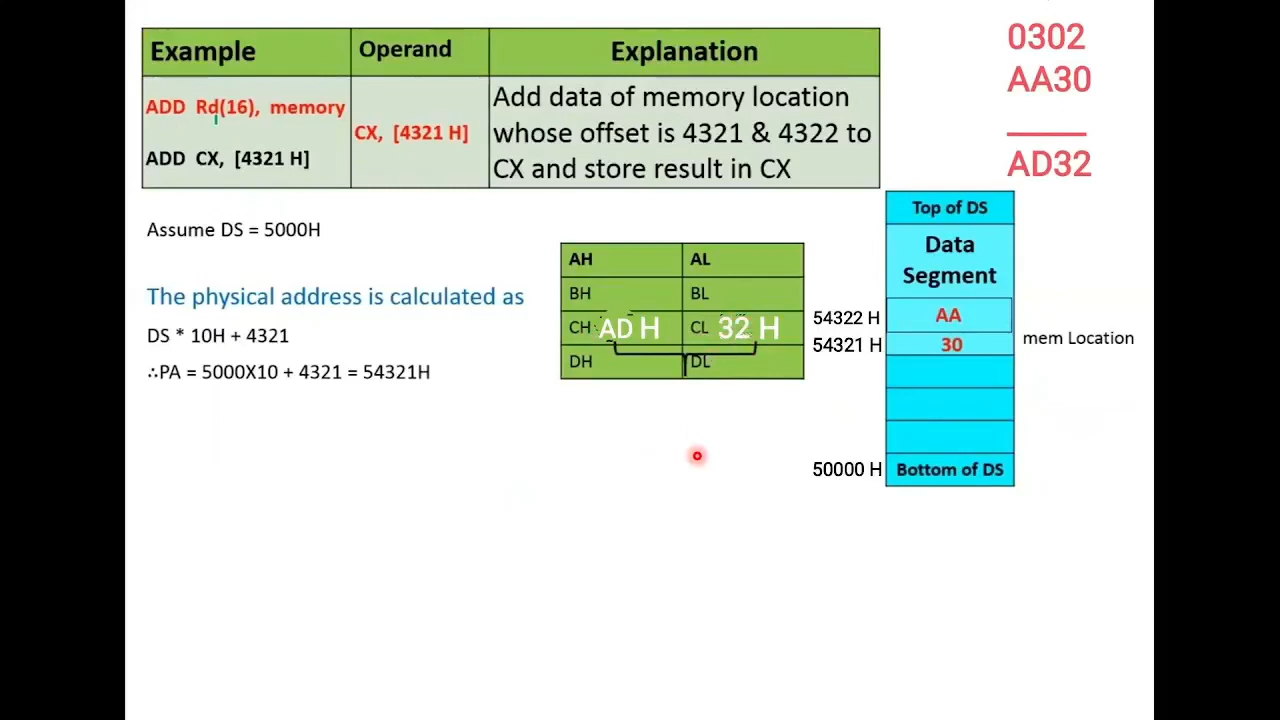 Example Operand Explanation
ADD Rd(16), memory
ADD CX, [4321 H]
CX, [4321 H]
Add data of memory location
whose offset is 4321 & 4322 to
CX and store result in CX
0302
AA30
AD32
Assume DS = 5000H
The physical address is calculated as
DS * 10H + 4321
∴PA = 5000X10 + 4321 = 54321H
AH AL
BH BL
CH AD H CL 32 H
DH DL
Top of DS
Data
Segment
54322 H AA
54321 H 30
mem Location
50000 H Bottom of DS